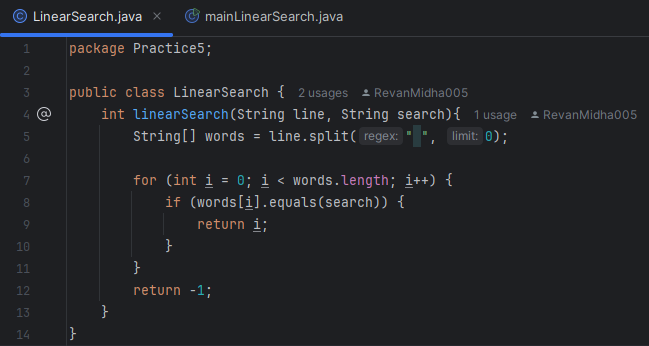 LinearSearch.java × mainLinearSearch.java
1 package Practice5;
2
3 public class LinearSearch { 2 usages RevanMidha005
4 @ int linearSearch(String line, String search){ 1 usage RevanMidha005
5 String[] words = line.split( regex: " ", limit: 0);
6
7 for (int i = 0; i < words.length; i++) {
8 if (words[i].equals(search)) {
9 return i;
10 }
11 }
12 return -1;
13 }
14 }